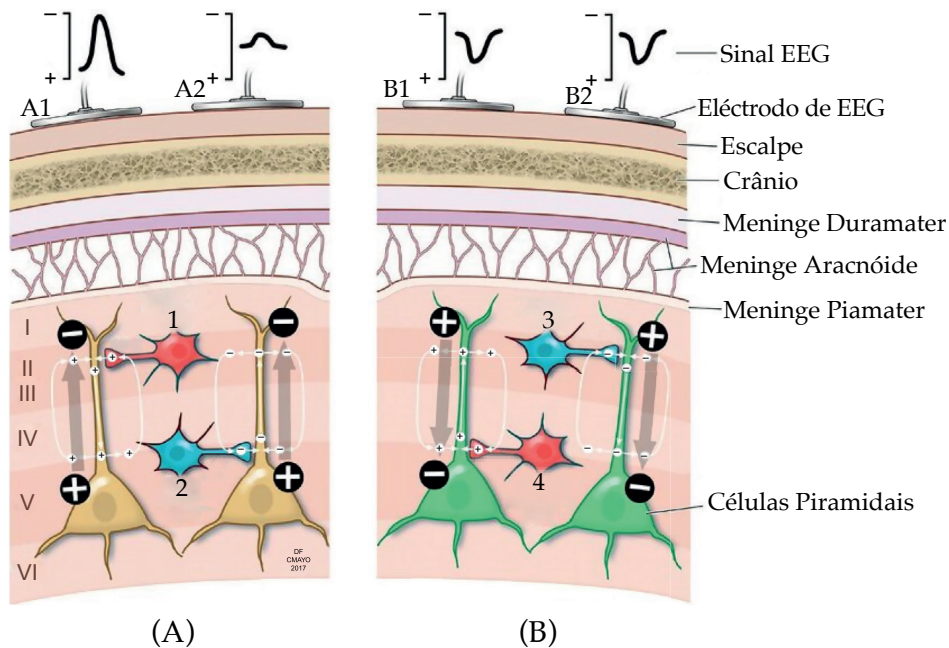 −
+
−
+
−
+
−
+
Sinal EEG
A1
A2
B1
B2
Eléctrodo de EEG
Escalpe
Crânio
Meninge Duramater
Meninge Aracnóide
Meninge Piamater
I
II
III
IV
V
VI
1
2
3
4
Células Piramidais
DF
CMAYO
2017
(A)
(B)